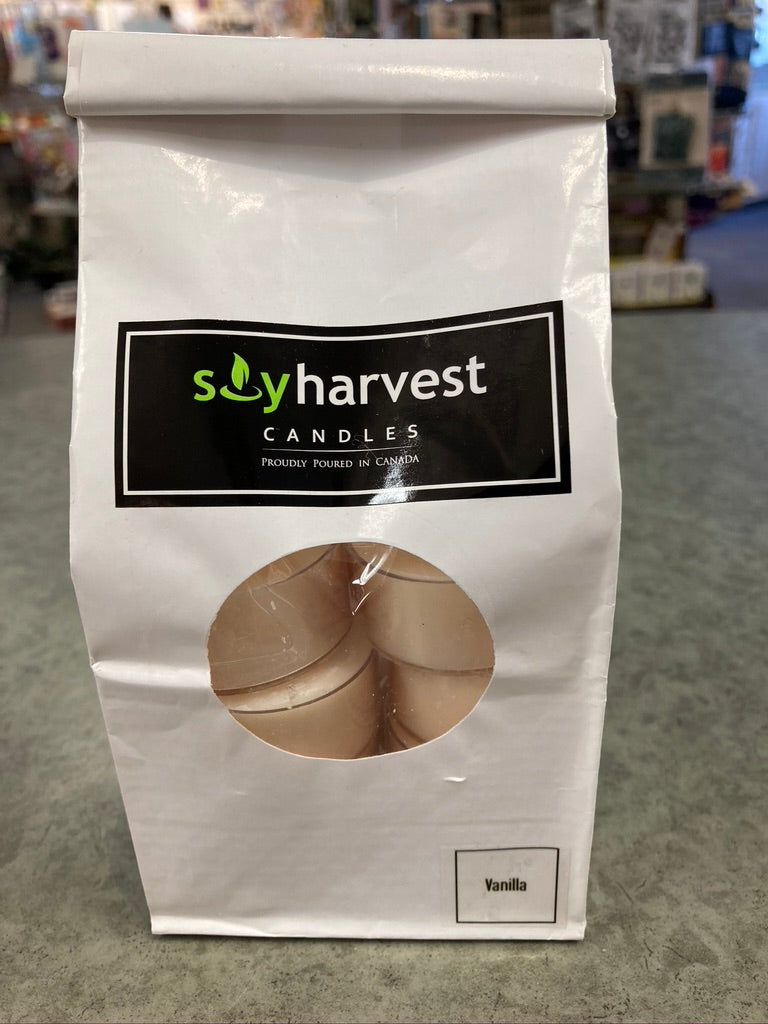 soyharvest
CANDLES
PROUDLY POURED IN CANADA
Vanilla